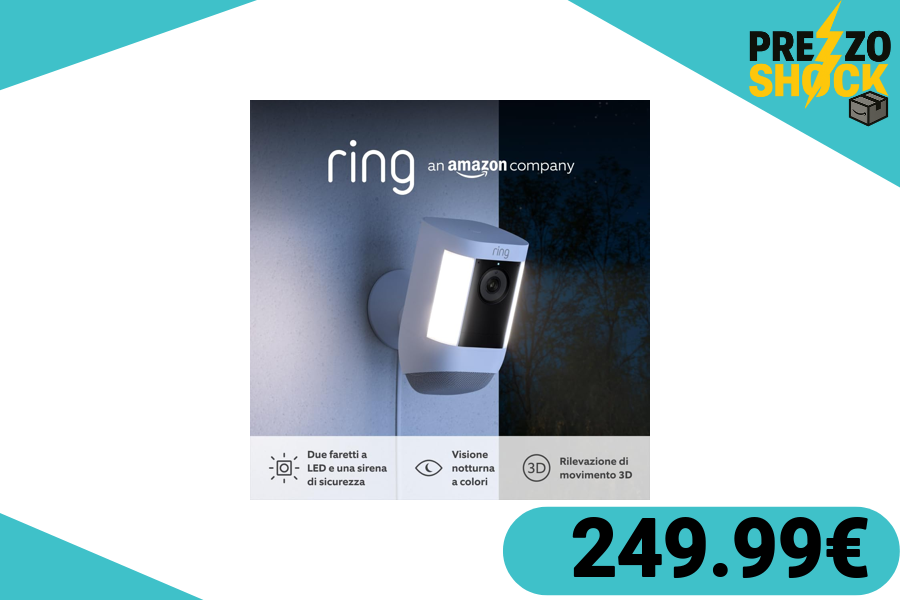 PREZZO
SHOCK
ring an amazon company
ring
Due faretti a
LED e una sirena
di sicurezza
Visione
notturna
a colori
3D
Rilevazione di
movimento 3D
249.99€